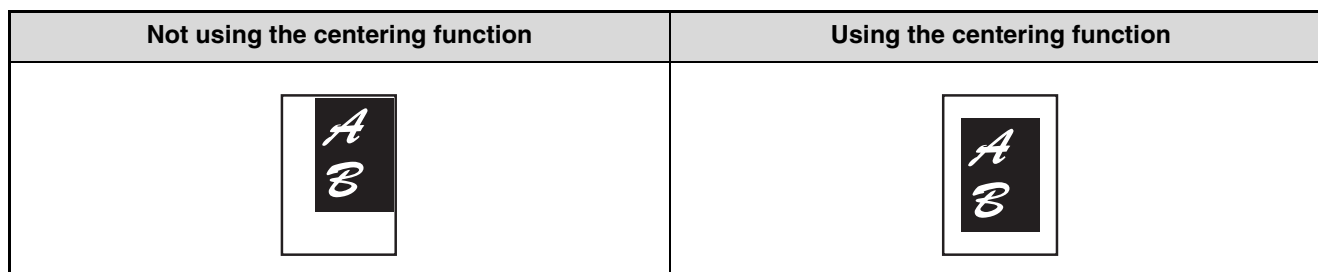 Not using the centering function
Using the centering function
A
B
A
B